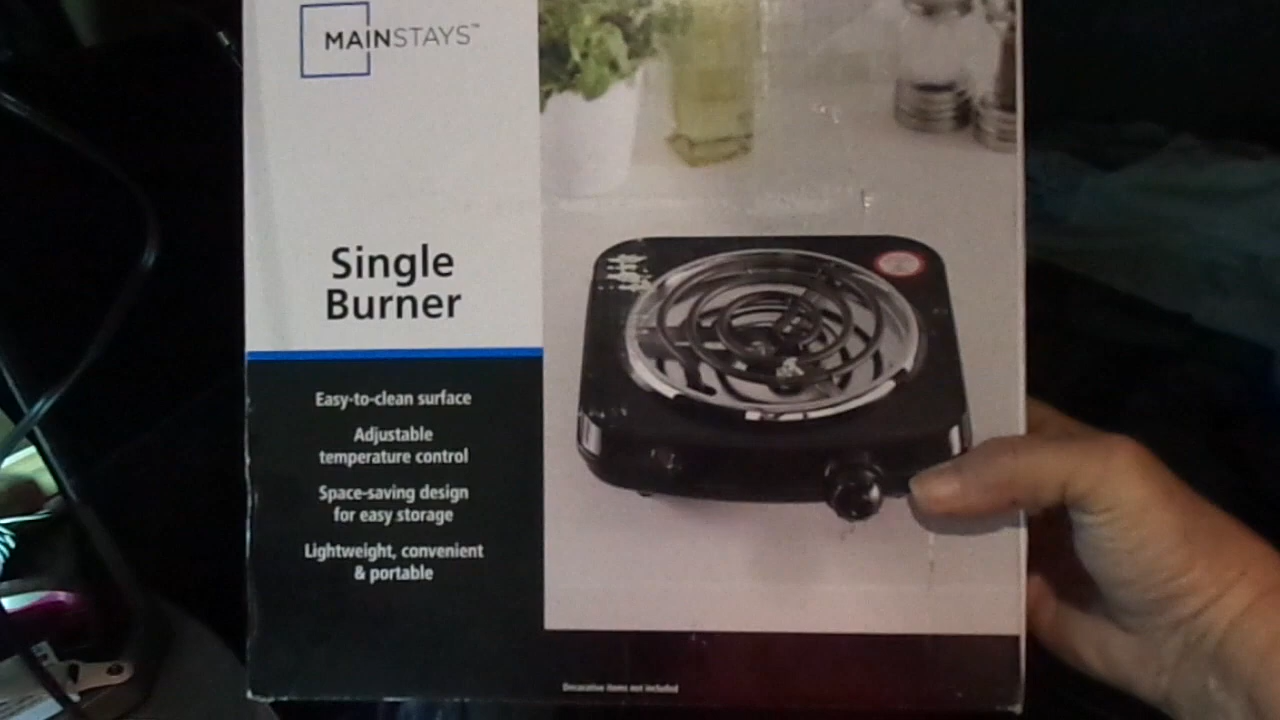 MAINSTAYS™
Single
Burner
Easy-to-clean surface
Adjustable
temperature control
Space-saving design
for easy storage
Lightweight, convenient
& portable
Decorative items not included